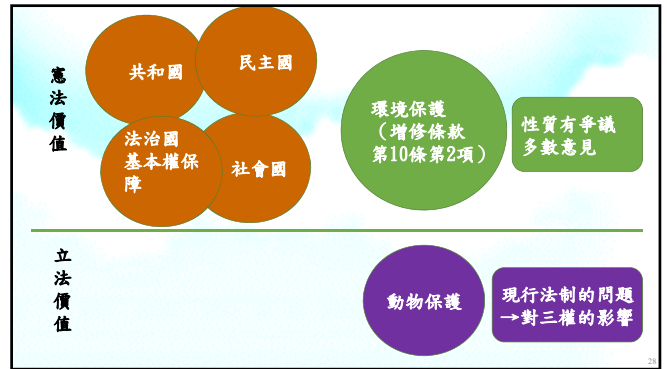 憲法價值
共和國
民主國
法治國
基本權保
障
社會國
環境保護
（增修條款
第10條第2項）
性質有爭議
多數意見
立法價值
動物保護
現行法制的問題
→對三權的影響
28